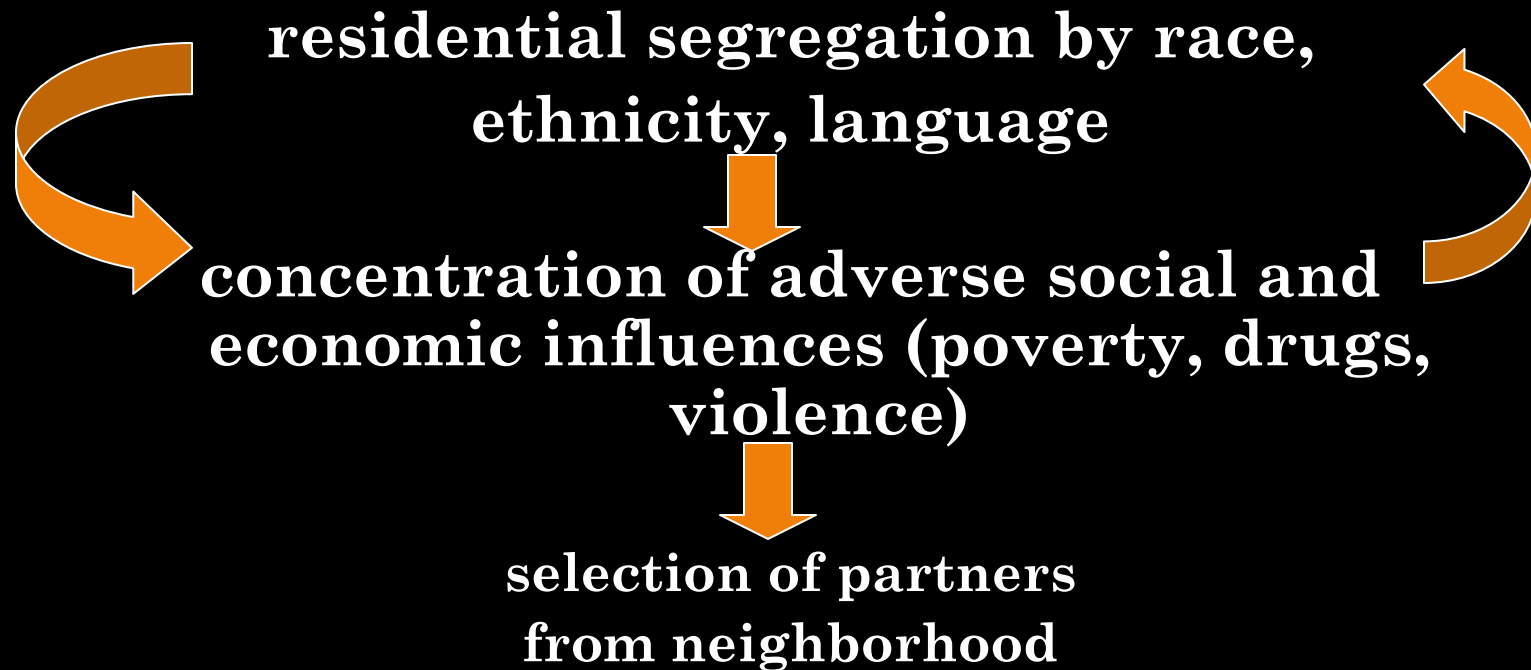 residential segregation by race,
ethnicity, language
concentration of adverse social and
economic influences (poverty, drugs,
violence)
selection of partners
from neighborhood